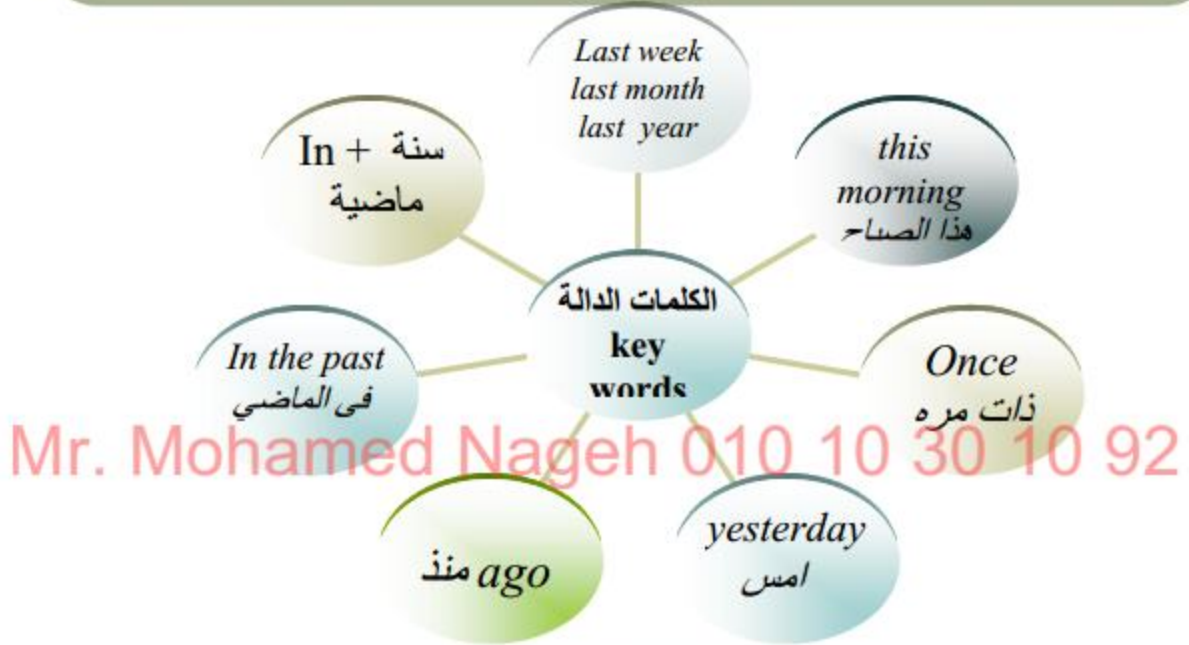 Last week
last month
last year
this
morning
هذا الصباح
Once
ذات مره
yesterday
امس
ago منذ
In the past
فى الماضي
In + سنة
ماضية
الكلمات الدالة
key
words
Mr. Mohamed Nageh 010 10 30 10 92